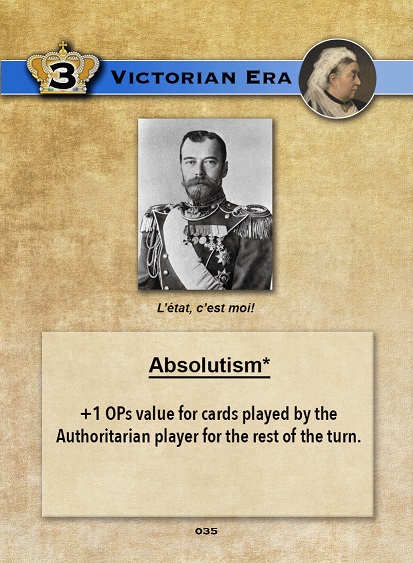 3 VICTORIAN ERA
L'état, c'est moi!
Absolutism*
+1 OPs value for cards played by the
Authoritarian player for the rest of the turn.
035